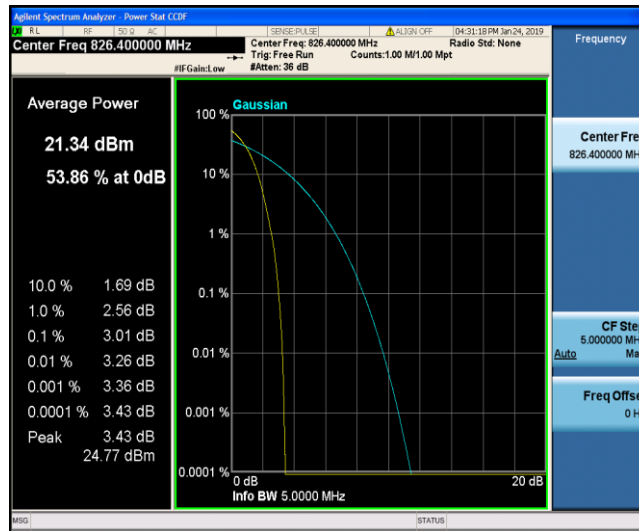 Agilent Spectrum Analyzer - Power Stat CCDF
RL RF 50 Ω AC SENSE:PULSE ALIGN OFF 04:31:18 PM Jan 24, 2019
Center Freq 826.400000 MHz
Center Freq: 826.400000 MHz Radio Std: None
Trig: Free Run Counts:1.00 M/1.00 Mpt
#IFGain:Low #Atten: 36 dB
Frequency
Average Power
21.34 dBm
53.86 % at 0dB
10.0 % 1.69 dB
1.0 % 2.56 dB
0.1 % 3.01 dB
0.01 % 3.26 dB
0.001 % 3.36 dB
0.0001 % 3.43 dB
Peak 3.43 dB
24.77 dBm
Gaussian
100 %
10 %
1 %
0.1 %
0.01 %
0.001 %
0.0001 %
0 dB 20 dB
Info BW 5.0000 MHz
Center Fre
826.400000 MH
CF Ste
5.000000 MH
Auto Ma
Freq Offse
0 H
MSG STATUS